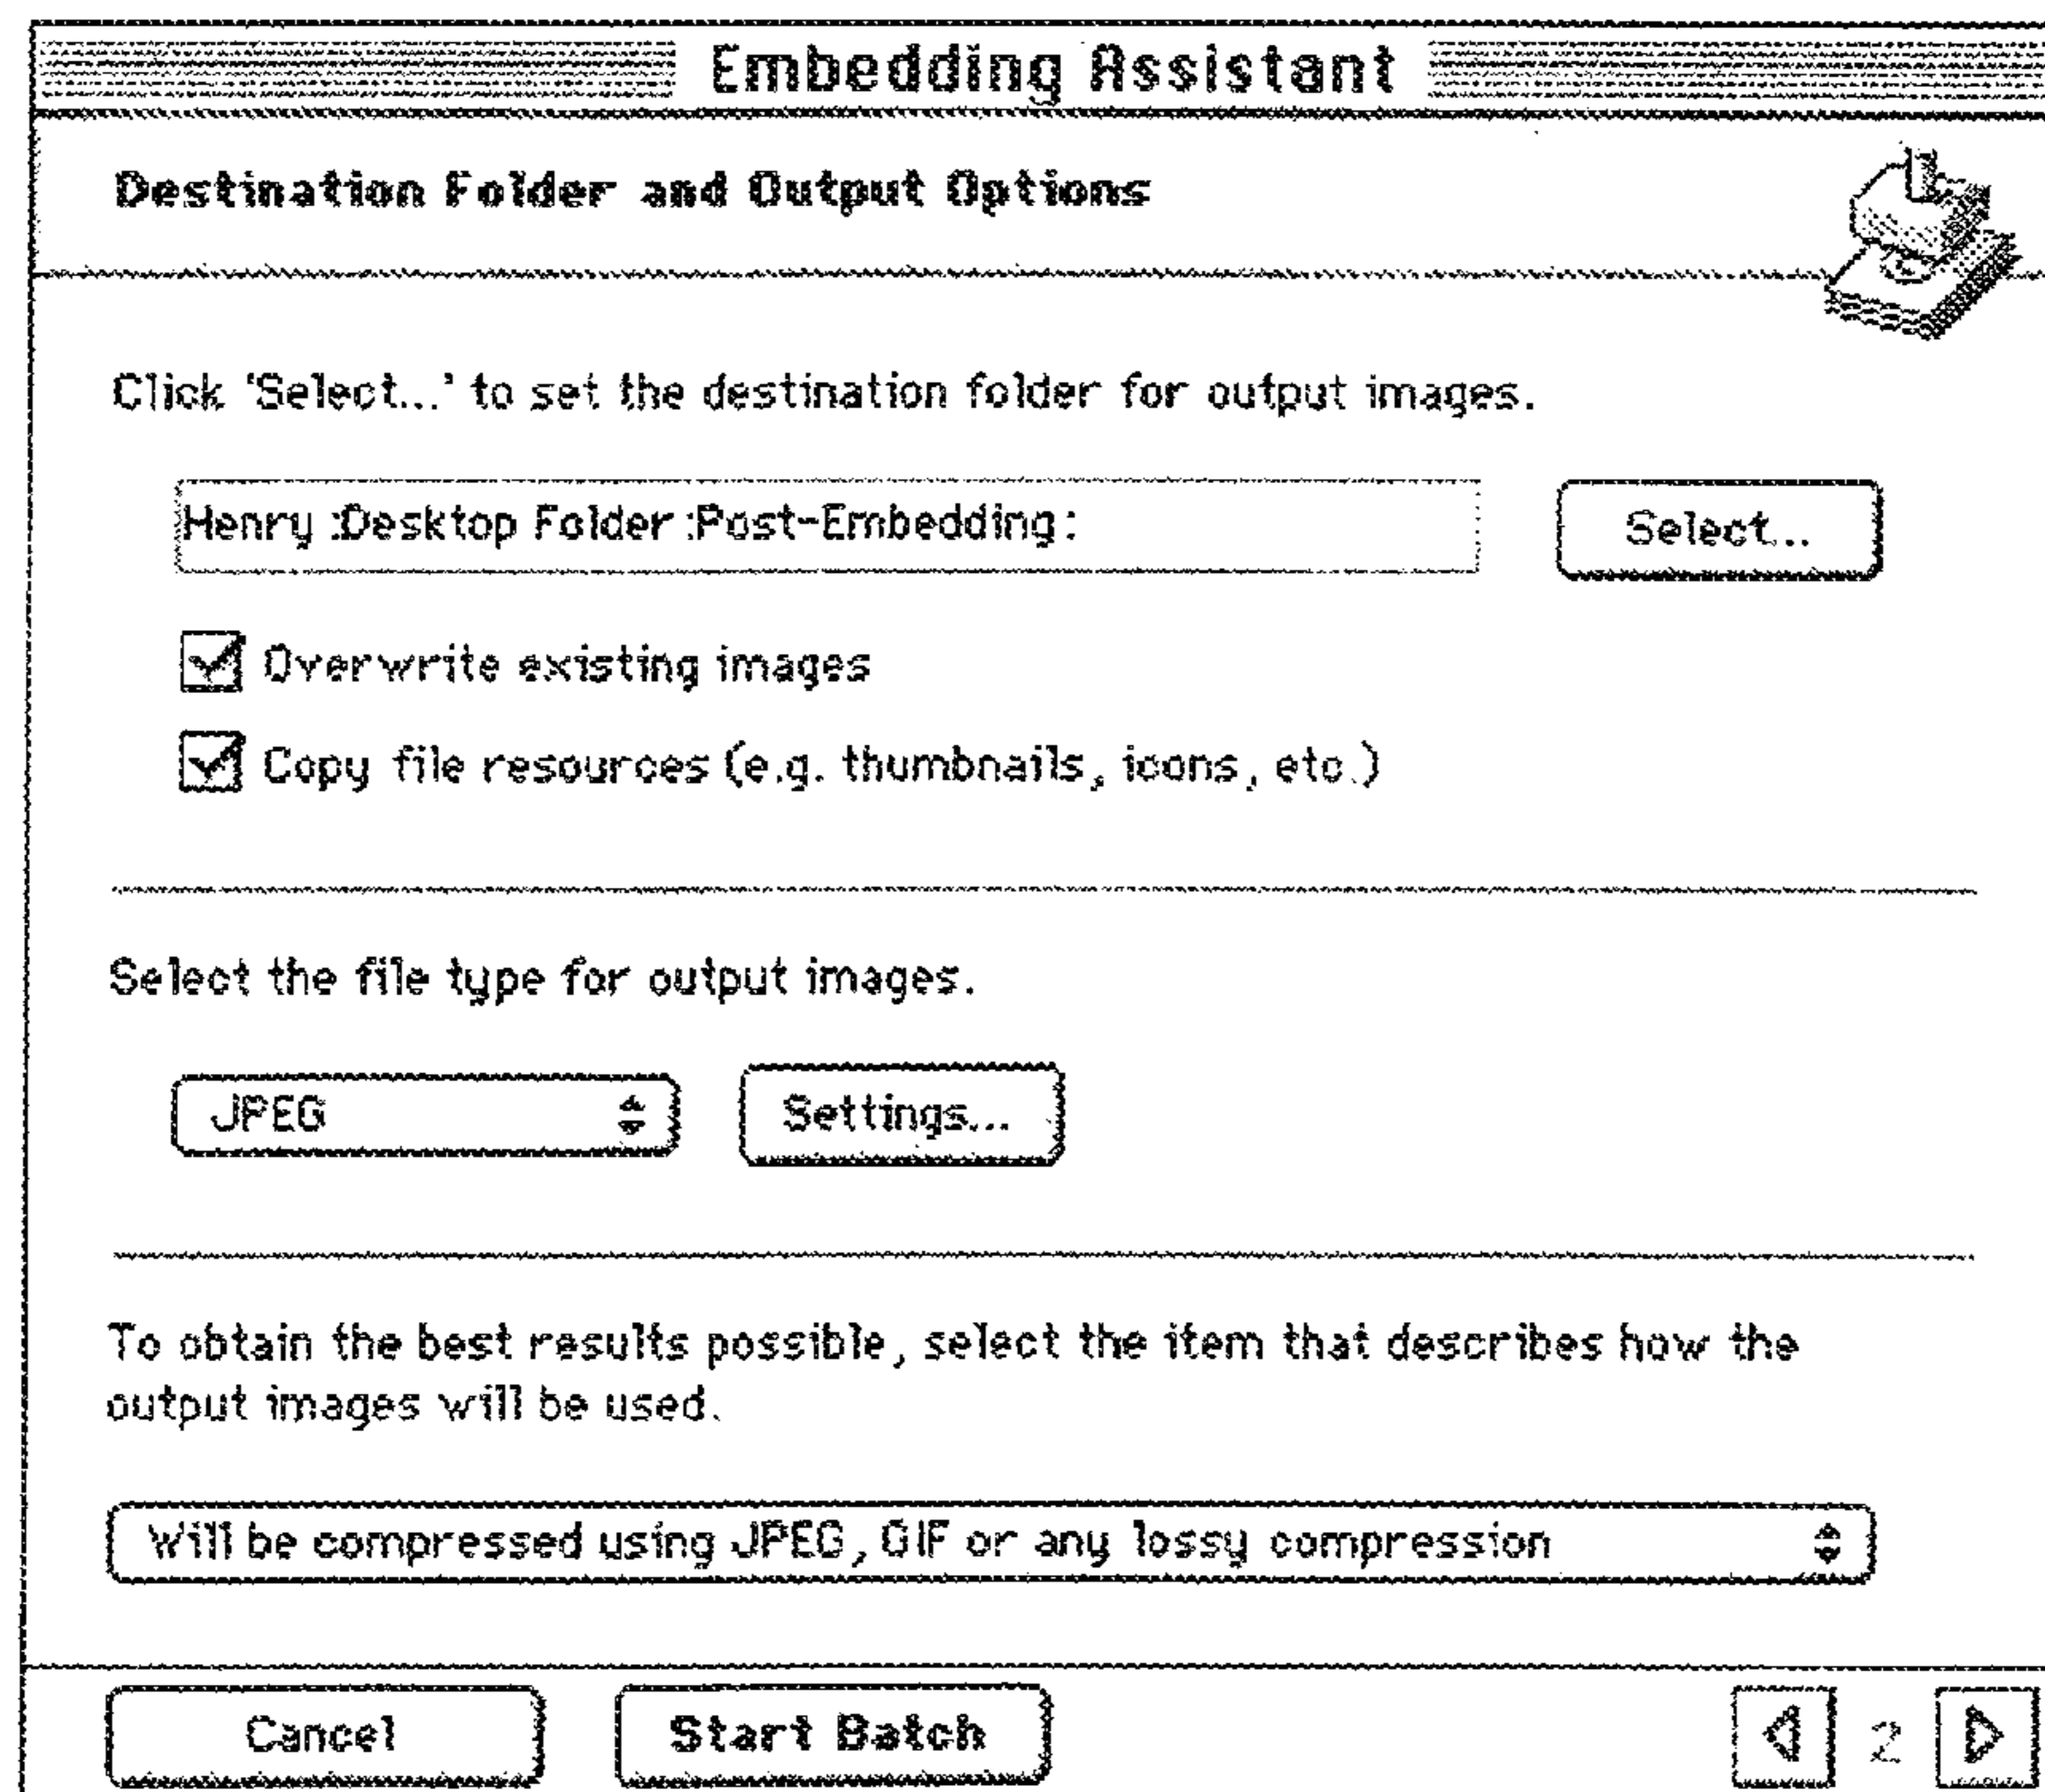 Embedding Assistant
Destination Folder and Output Options
Click 'Select...' to set the destination folder for output images.
Henry:Desktop Folder:Post-Embedding: Select...
Overwrite existing images
Copy file resources (e.g. thumbnails, icons, etc.)
Select the file type for output images.
JPEG Settings...
To obtain the best results possible, select the item that describes how the
output images will be used.
Will be compressed using JPEG, GIF or any lossy compression
Cancel Start Batch 2